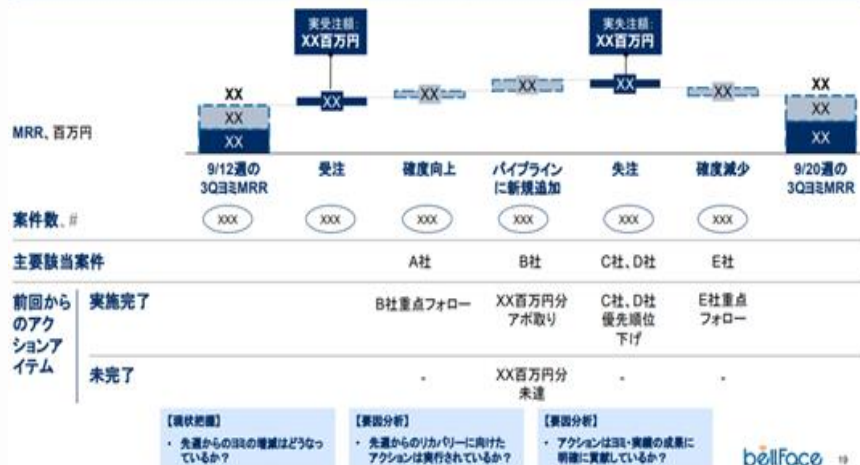 実受注額:
XX百万円
実失注額:
XX百万円
XX
XX
XX
XX
XX
XX
XX
XX
XX
XX
XX
MRR、百万円
9/12週の
3QヨミMRR
受注
確度向上
パイプライン
に新規追加
失注
確度減少
9/20週の
3QヨミMRR
案件数、#
XXX
XXX
XXX
XXX
XXX
XXX
主要該当案件
A社
B社
C社、D社
E社
前回から
のアク
ションア
イテム
実施完了
B社重点フォロー
XX百万円分
アポ取り
C社、D社
優先順位
下げ
E社重点
フォロー
未完了
-
XX百万円分
未達
-
-
【現状把握】
・ 先週からのヨミの増減はどうなっ
ているか？
【要因分析】
・ 先週からのリカバリーに向けた
アクションは実行されているか？
【要因分析】
・ アクションはヨミ・実績の成果に
明確に貢献しているか？
bellFace
19